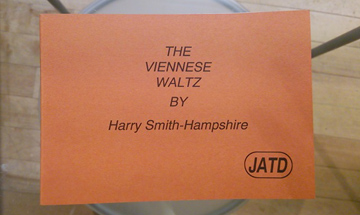 THE
VIENNESE
WALTZ
BY
Harry Smith-Hampshire
JATD